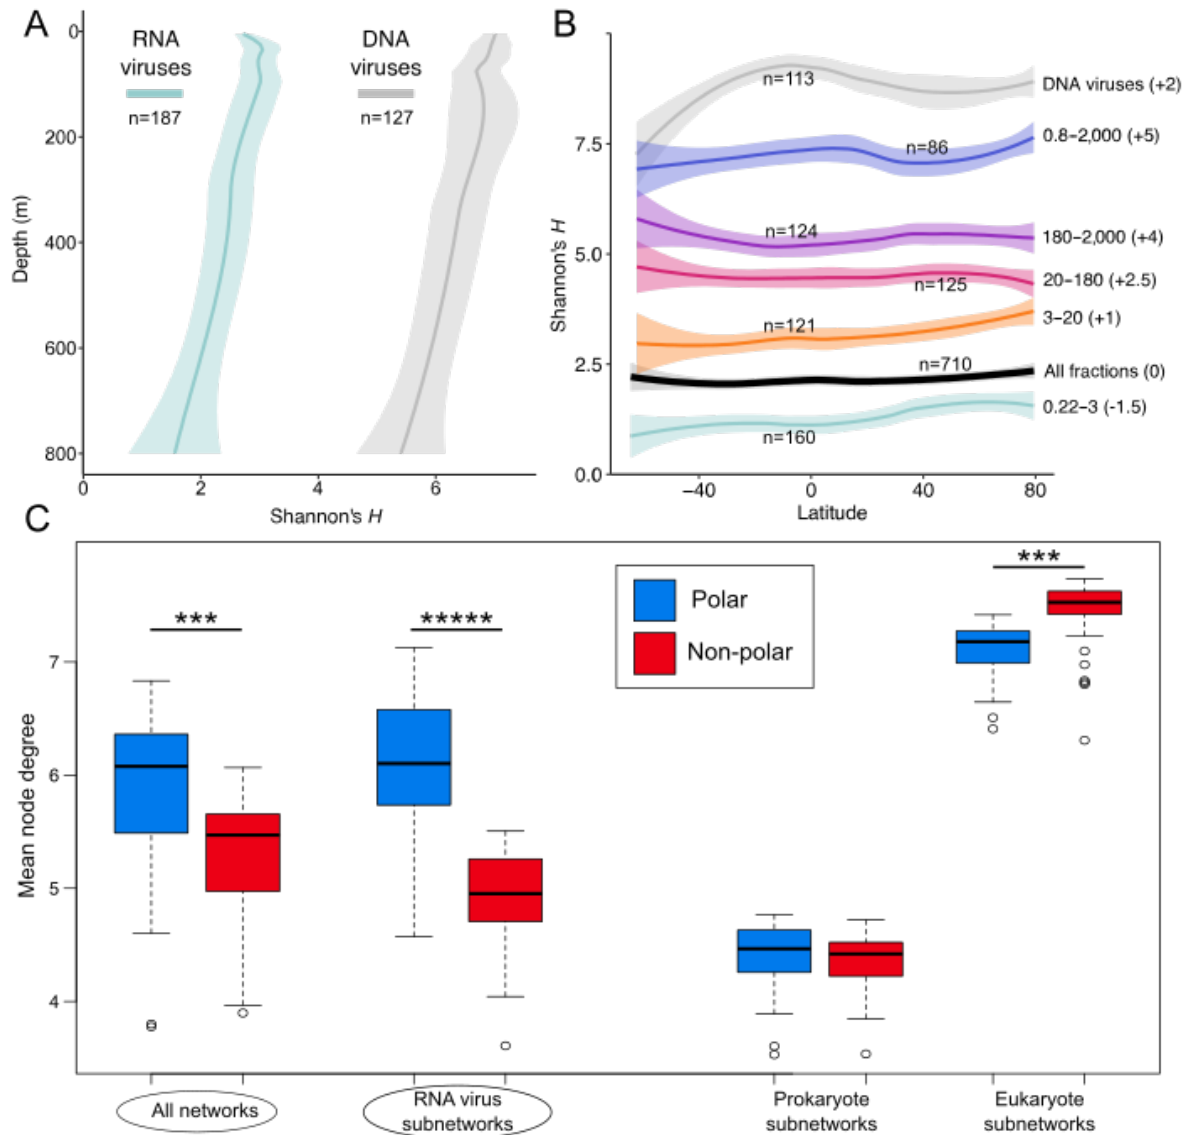 A
RNA
viruses
n=187
DNA
viruses
n=127
0
200
400
600
800
Depth (m)
0
2
4
6
Shannon's H
B
n=113
DNA viruses (+2)
n=86
0.8–2,000 (+5)
n=124
180–2,000 (+4)
n=125
20–180 (+2.5)
n=121
3–20 (+1)
n=710
All fractions (0)
n=160
0.22–3 (-1.5)
7.5
5.0
2.5
0.0
Shannon's H
−40
0
40
80
Latitude
C
***
*****
***
Polar
Non-polar
7
6
5
4
Mean node degree
All networks
RNA virus
subnetworks
Prokaryote
subnetworks
Eukaryote
subnetworks